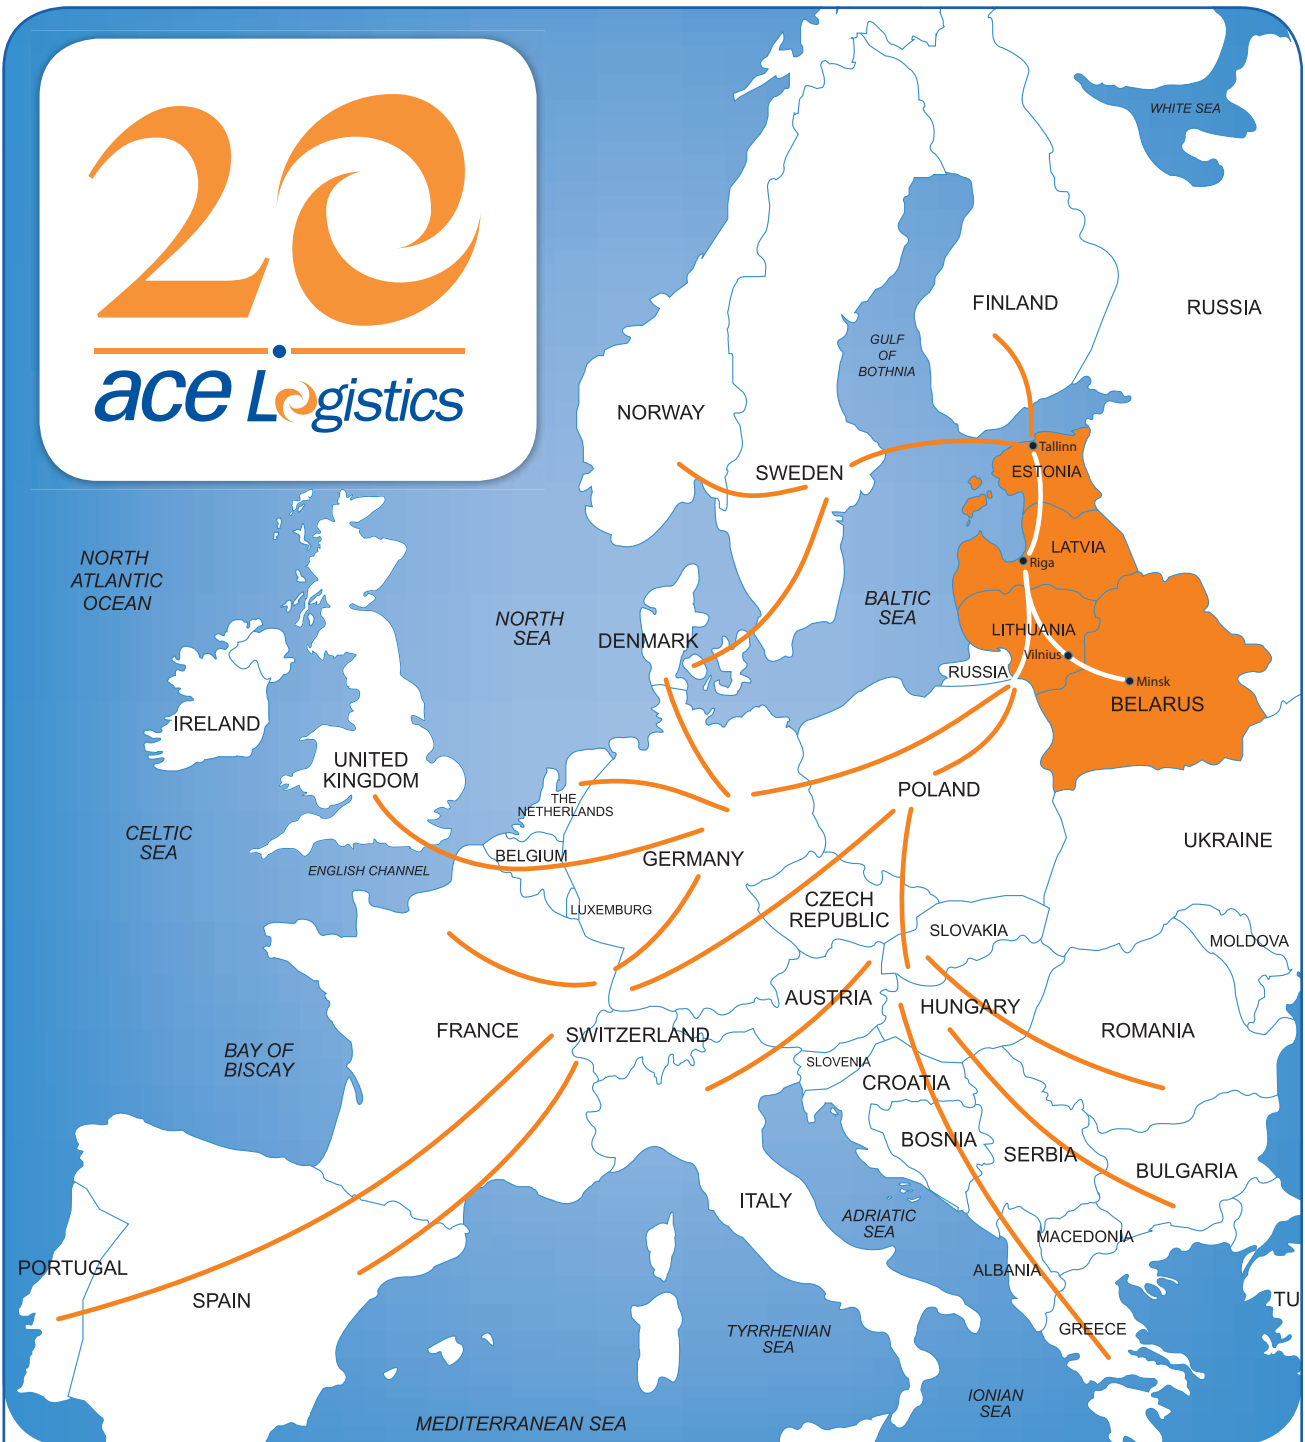 20
ace Logistics
WHITE SEA
FINLAND
RUSSIA
GULF
OF
BOTHNIA
NORWAY
SWEDEN
Tallinn
ESTONIA
NORTH
ATLANTIC
OCEAN
LATVIA
Riga
BALTIC
SEA
NORTH
SEA
DENMARK
LITHUANIA
Vilnius
RUSSIA
Minsk
BELARUS
IRELAND
UNITED
KINGDOM
THE
NETHERLANDS
POLAND
CELTIC
SEA
UKRAINE
ENGLISH CHANNEL
BELGIUM
GERMANY
LUXEMBURG
CZECH
REPUBLIC
SLOVAKIA
MOLDOVA
AUSTRIA
HUNGARY
FRANCE
SWITZERLAND
ROMANIA
BAY OF
BISCAY
SLOVENIA
CROATIA
BOSNIA
SERBIA
BULGARIA
ITALY
ADRIATIC
SEA
MACEDONIA
PORTUGAL
ALBANIA
SPAIN
TU
TYRRHENIAN
SEA
GREECE
IONIAN
SEA
MEDITERRANEAN SEA